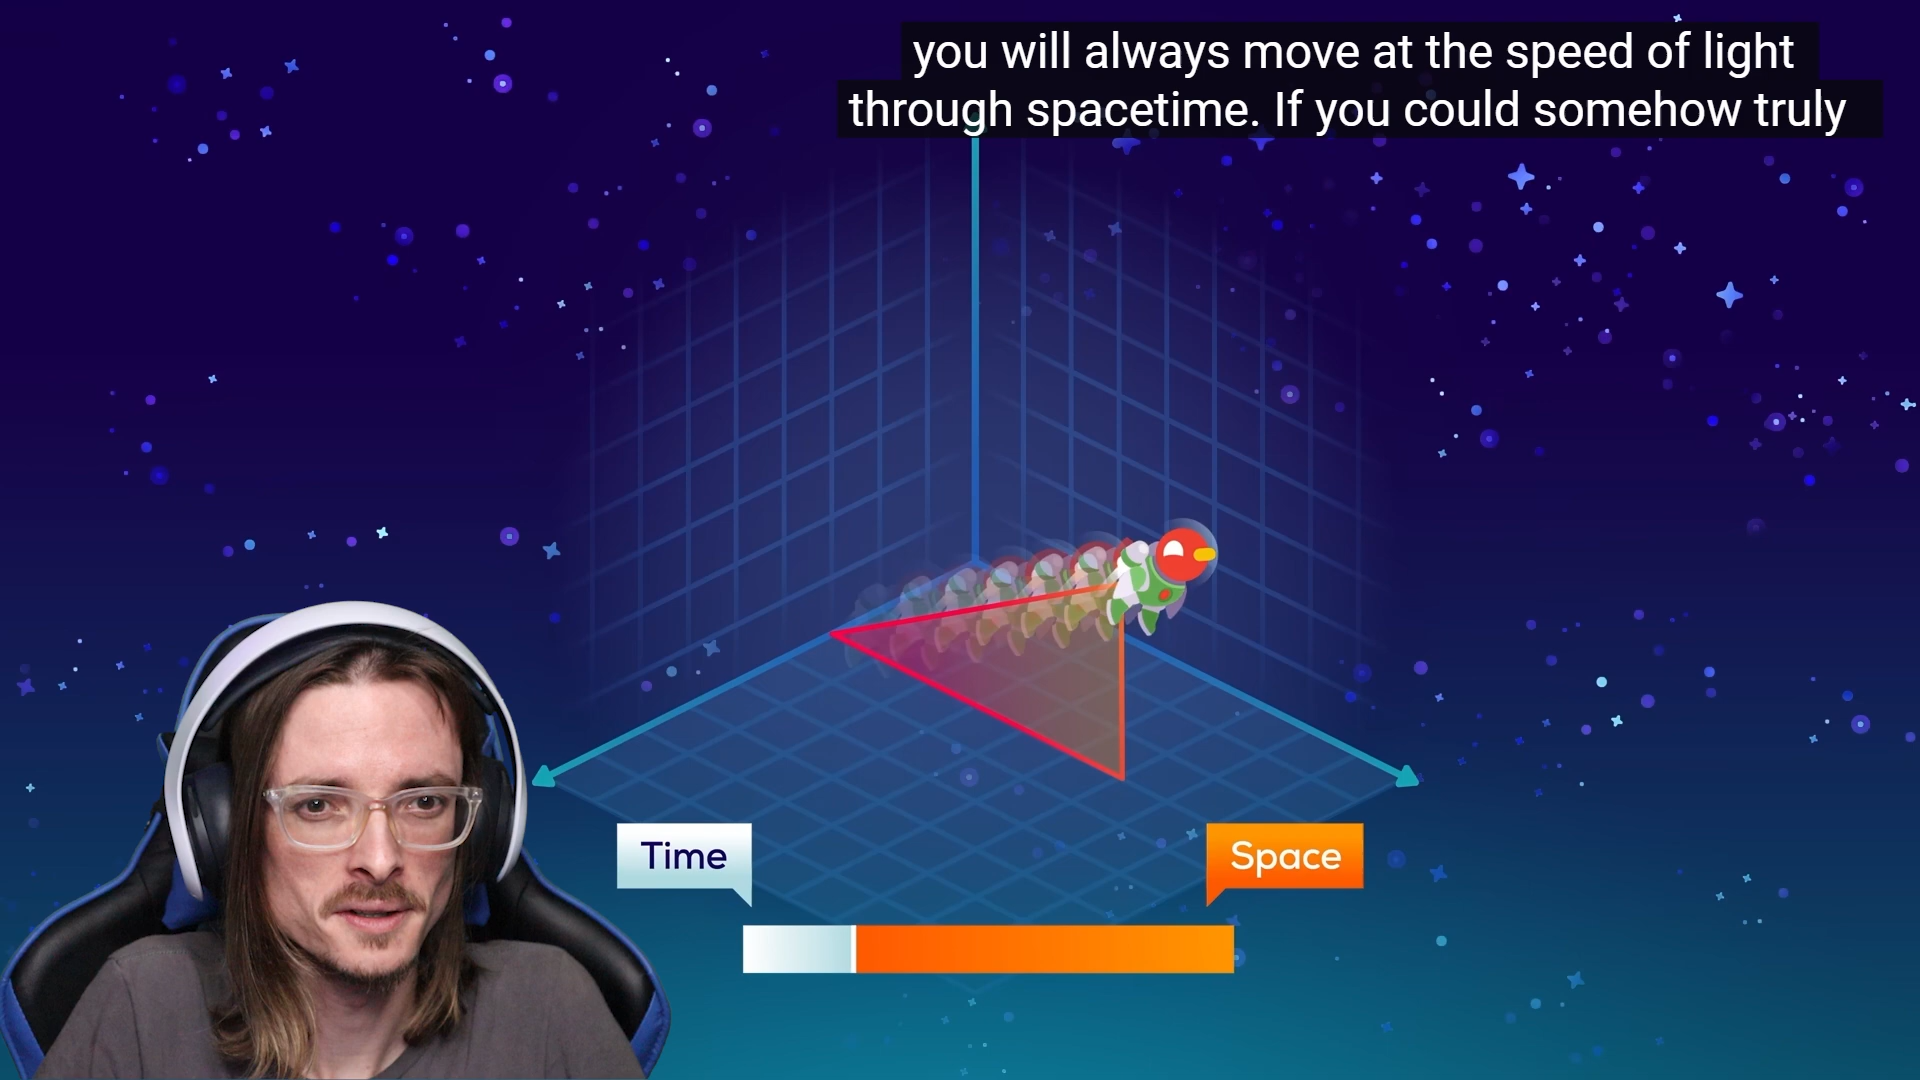 you will always move at the speed of light
through spacetime. If you could somehow truly
Time
Space